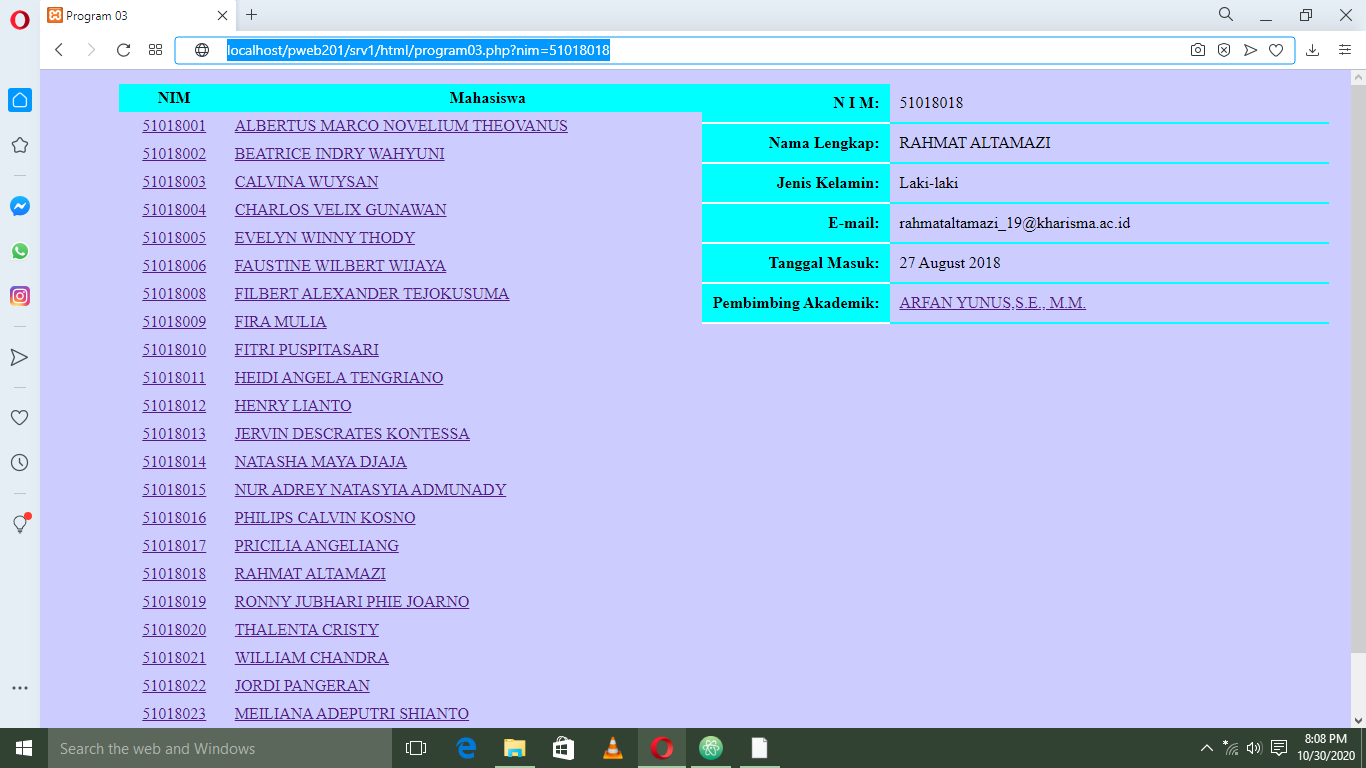 Program 03
localhost/pweb201/srv1/html/program03.php?nim=51018018
NIM Mahasiswa
51018001 ALBERTUS MARCO NOVELIUM THEOVANUS
51018002 BEATRICE INDRY WAHYUNI
51018003 CALVINA WUYSAN
51018004 CHARLOS VELIX GUNAWAN
51018005 EVELYN WINNY THODY
51018006 FAUSTINE WILBERT WIJAYA
51018008 FILBERT ALEXANDER TEJOKUSUMA
51018009 FIRA MULIA
51018010 FITRI PUSPITASARI
51018011 HEIDI ANGELA TENGRIANO
51018012 HENRY LIANTO
51018013 JERVIN DESCRATES KONTESSA
51018014 NATASHA MAYA DJAJA
51018015 NUR ADREY NATASYIA ADMUNADY
51018016 PHILIPS CALVIN KOSNO
51018017 PRICILIA ANGELIANG
51018018 RAHMAT ALTAMAZI
51018019 RONNY JUBHARI PHIE JOARNO
51018020 THALENTA CRISTY
51018021 WILLIAM CHANDRA
51018022 JORDI PANGERAN
51018023 MEILIANA ADEPUTRI SHIANTO
N I M: 51018018
Nama Lengkap: RAHMAT ALTAMAZI
Jenis Kelamin: Laki-laki
E-mail: rahmataltamazi_19@kharisma.ac.id
Tanggal Masuk: 27 August 2018
Pembimbing Akademik: ARFAN YUNUS,S.E., M.M.
Search the web and Windows
8:08 PM
10/30/2020